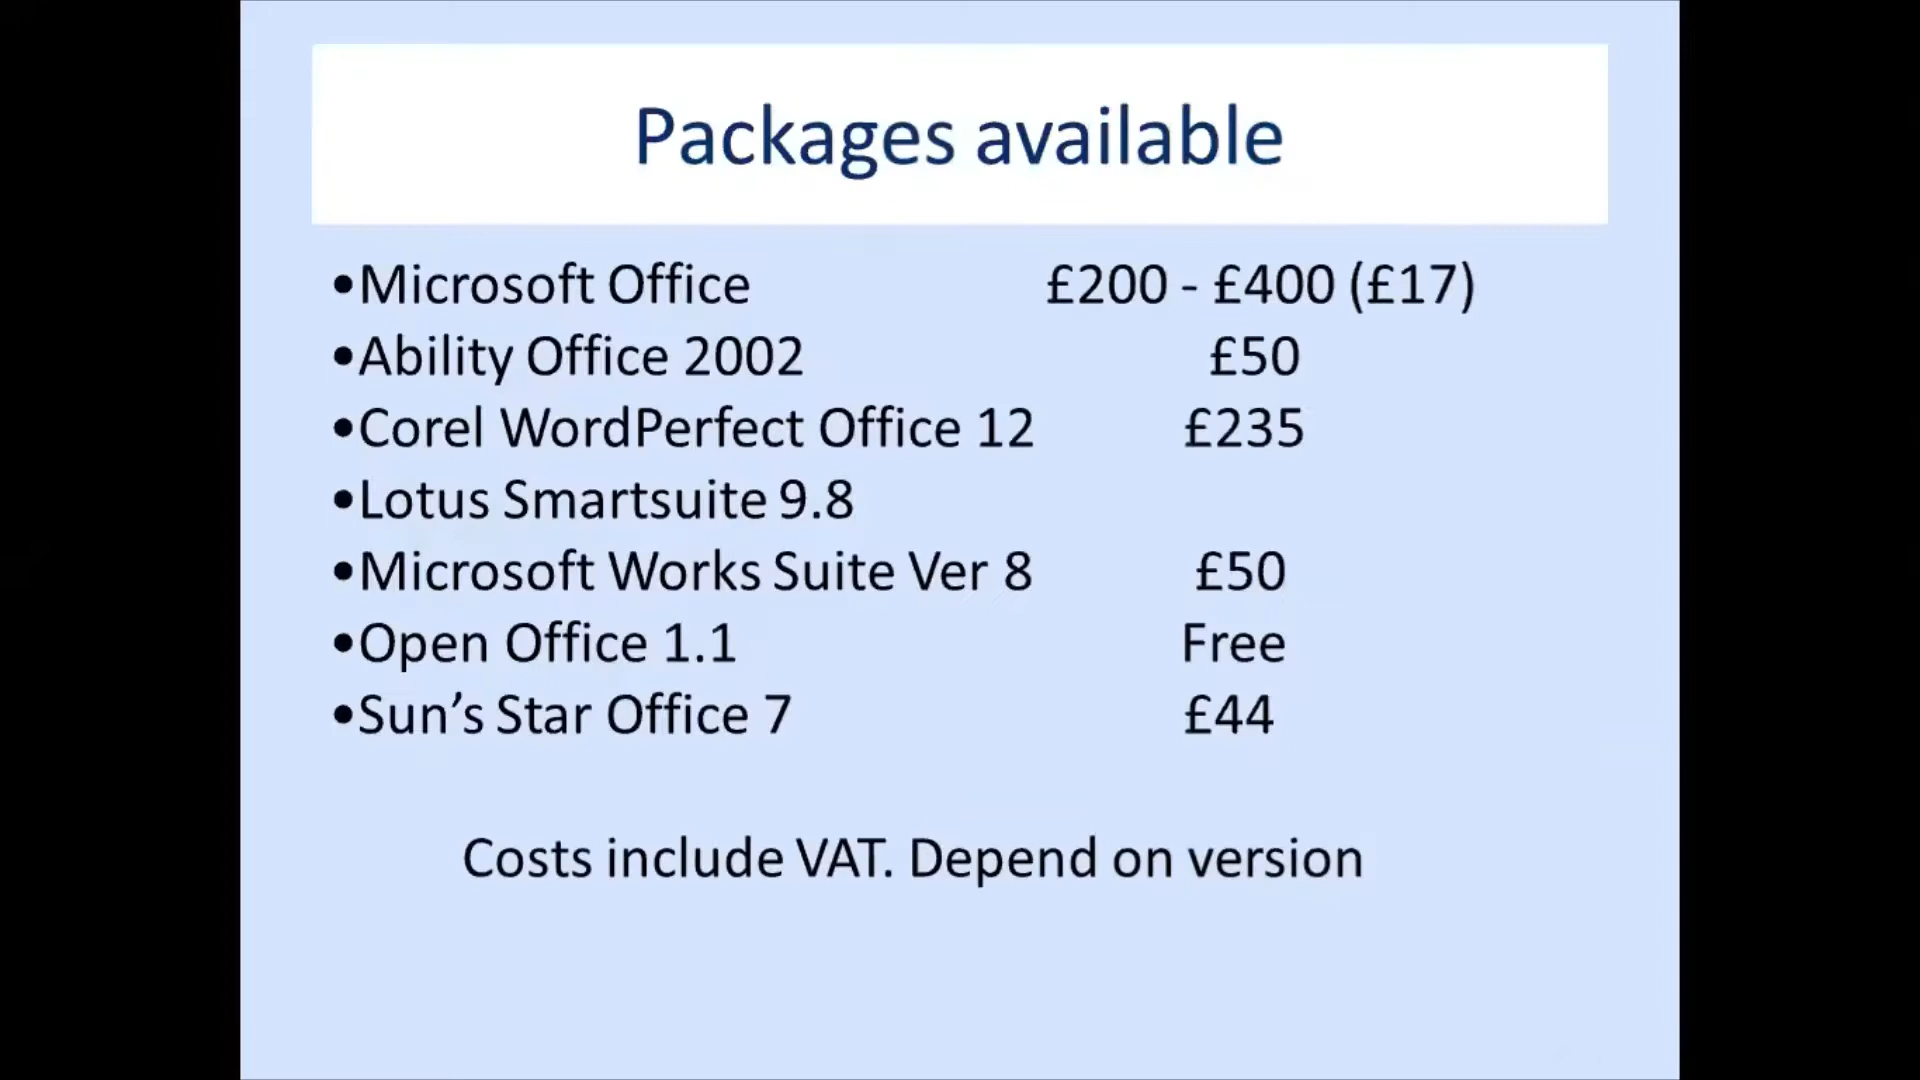 Packages available
•Microsoft Office £200 - £400 (£17)
•Ability Office 2002 £50
•Corel WordPerfect Office 12 £235
•Lotus Smartsuite 9.8
•Microsoft Works Suite Ver 8 £50
•Open Office 1.1 Free
•Sun’s Star Office 7 £44
Costs include VAT. Depend on version